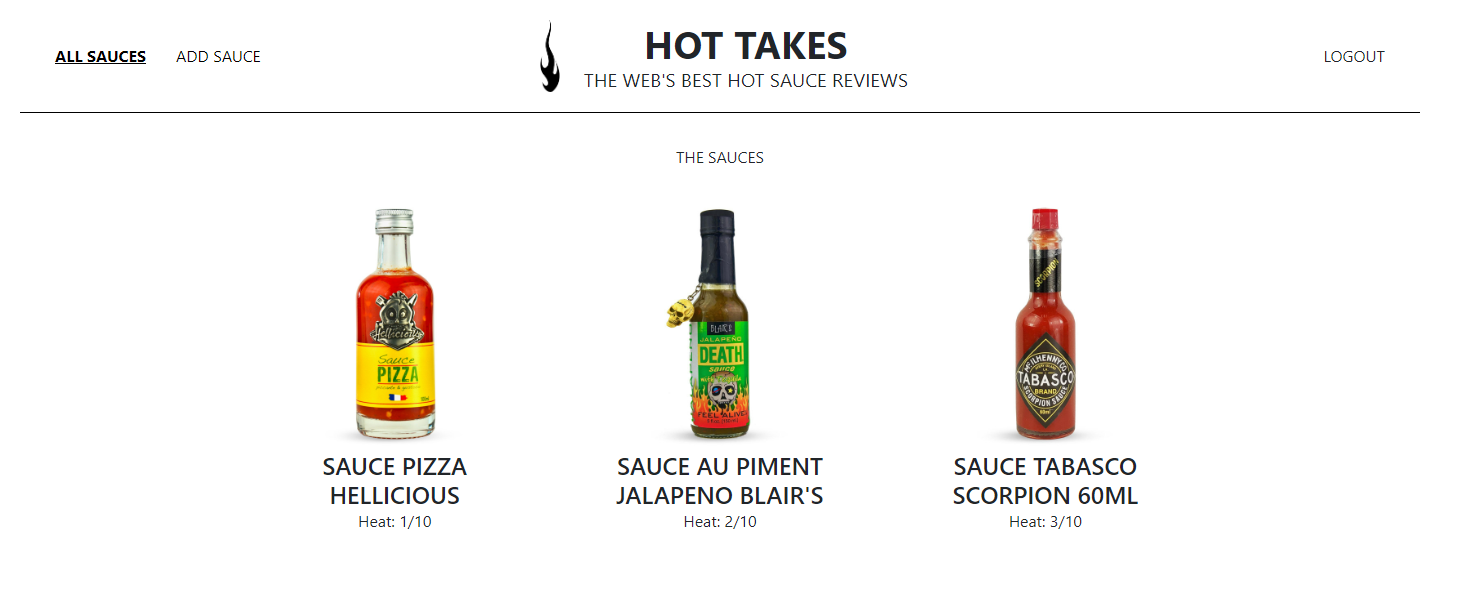 ALL SAUCES
ADD SAUCE
HOT TAKES
THE WEB'S BEST HOT SAUCE REVIEWS
LOGOUT
THE SAUCES
Hellicious
Sauce
PIZZA
BLAIR'S
JALAPEÑO
DEATH
SAUCE
FEEL ALIVE
SCORPION
McILHENNY CO.
TABASCO
BRAND
SCORPION SAUCE
60ml
SAUCE PIZZA
HELLICIOUS
Heat: 1/10
SAUCE AU PIMENT
JALAPENO BLAIR'S
Heat: 2/10
SAUCE TABASCO
SCORPION 60ML
Heat: 3/10